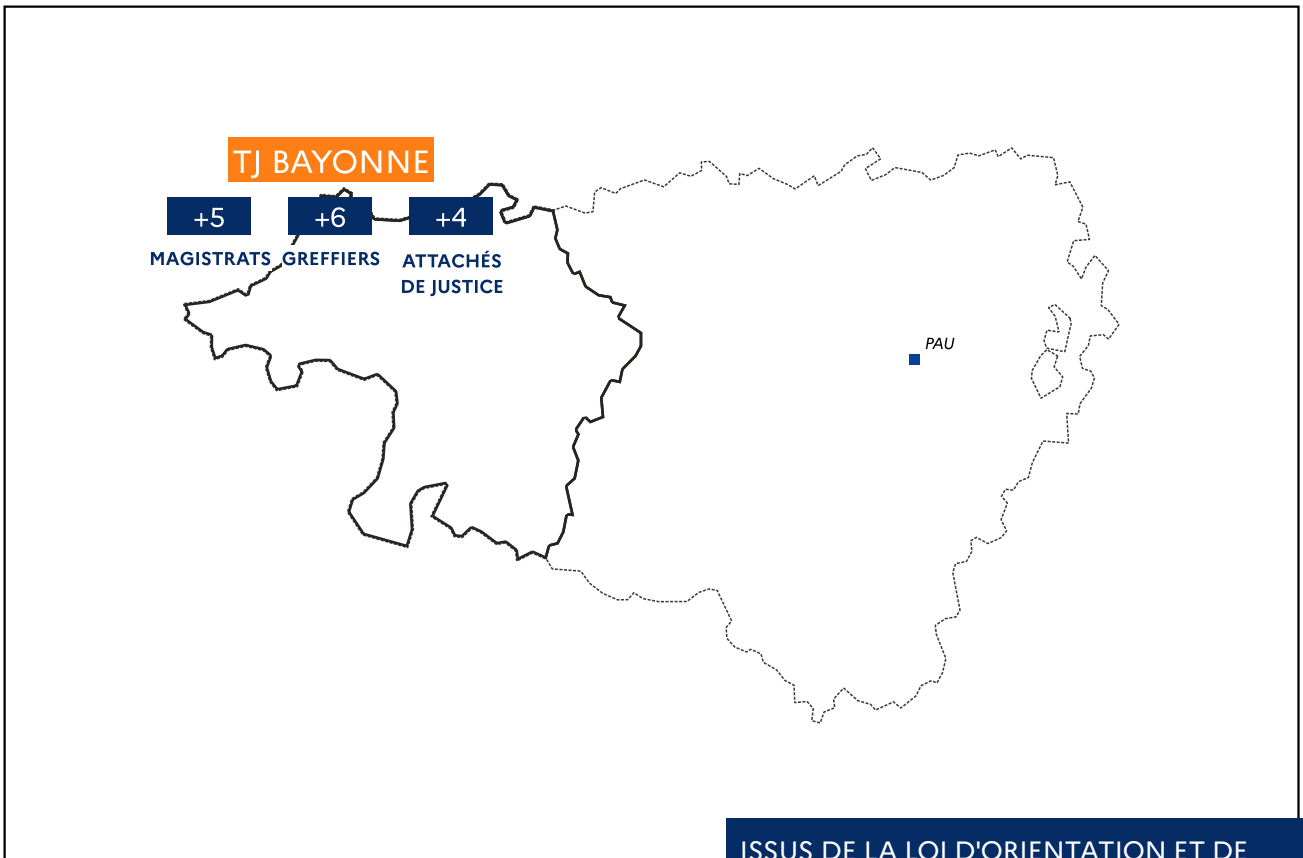 TJ BAYONNE
+5 +6 +4
MAGISTRATS GREFFIERS ATTACHÉS
DE JUSTICE
PAU
ISSUS DE LA LOI D'ORIENTATION ET DE